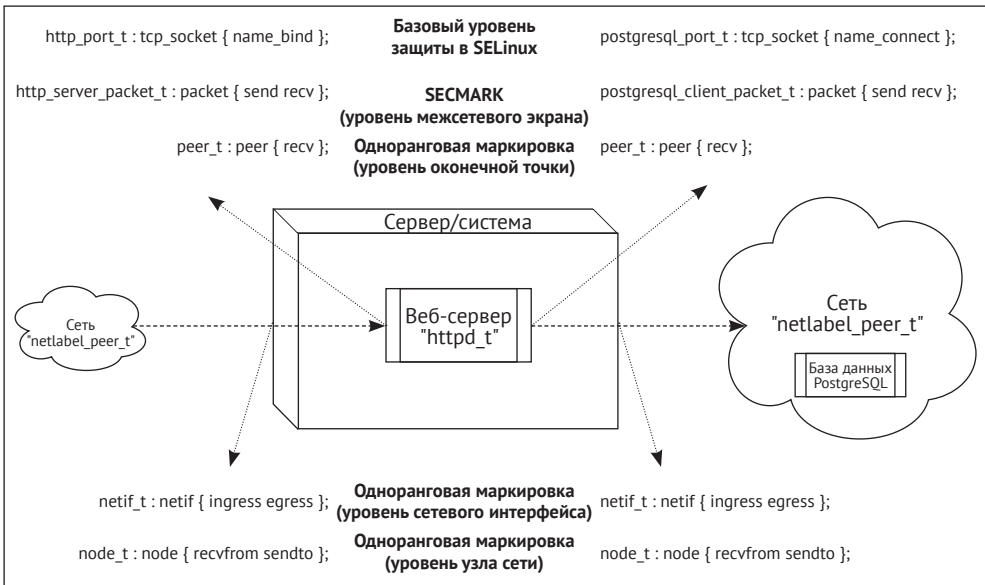 http_port_t : tcp_socket { name_bind };
Базовый уровень
защиты в SELinux
postgresql_port_t : tcp_socket { name_connect };
http_server_packet_t : packet { send recv };
SECMARK
(уровень межсетевого экрана)
postgresql_client_packet_t : packet { send recv };
peer_t : peer { recv };
Одноранговая маркировка
(уровень оконечной точки)
peer_t : peer { recv };
Сервер/система
Сеть
"netlabel_peer_t"
Веб-сервер
"httpd_t"
Сеть
"netlabel_peer_t"
База данных
PostgreSQL
netif_t : netif { ingress egress };
Одноранговая маркировка
(уровень сетевого интерфейса)
netif_t : netif { ingress egress };
node_t : node { recvfrom sendto };
Одноранговая маркировка
(уровень узла сети)
node_t : node { recvfrom sendto };